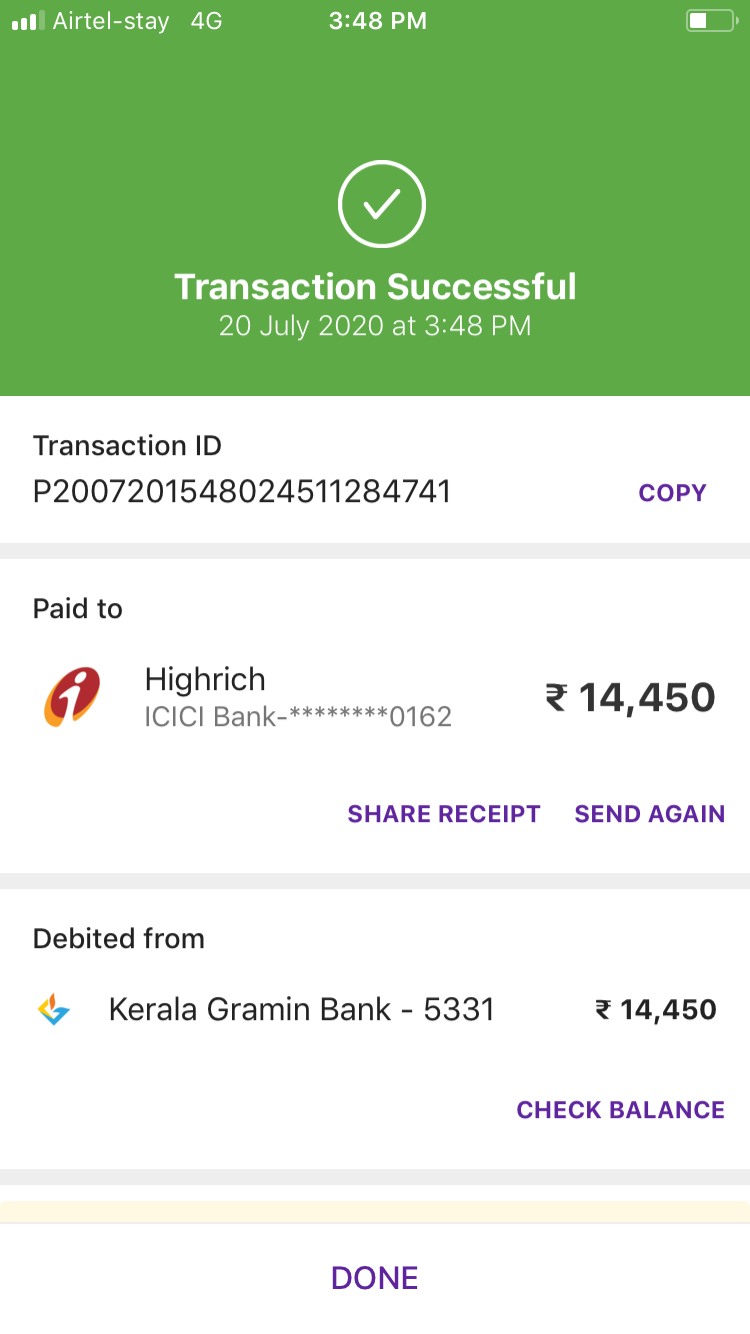 Airtel-stay 4G 3:48 PM
Transaction Successful
20 July 2020 at 3:48 PM
Transaction ID
P2007201548024511284741 COPY
Paid to
Highrich
ICICI Bank-********0162
₹ 14,450
SHARE RECEIPT SEND AGAIN
Debited from
Kerala Gramin Bank - 5331 ₹ 14,450
CHECK BALANCE
DONE